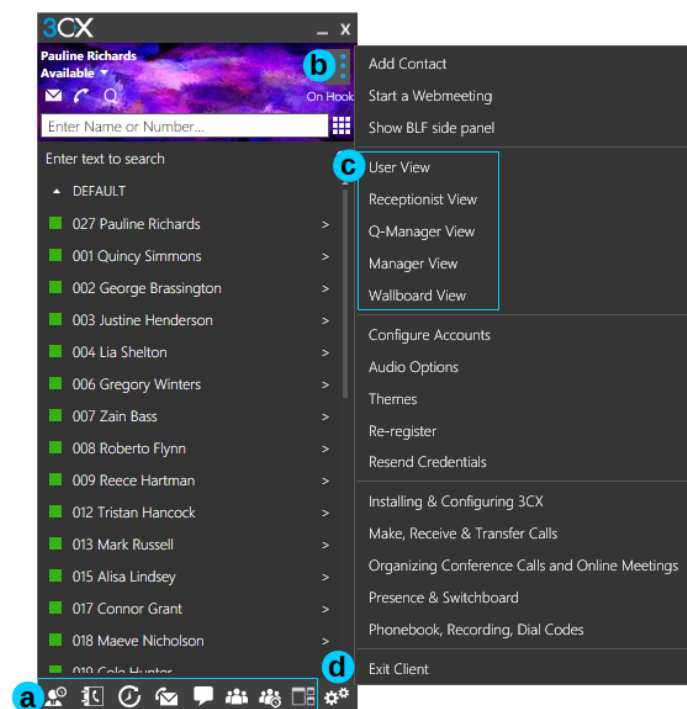 3CX
Pauline Richards
Available
b
On Hook
Enter Name or Number...
Enter text to search
DEFAULT
027 Pauline Richards >
001 Quincy Simmons >
002 George Brassington >
003 Justine Henderson >
004 Lia Shelton >
006 Gregory Winters >
007 Zain Bass >
008 Roberto Flynn >
009 Reece Hartman >
012 Tristan Hancock >
013 Mark Russell >
015 Alisa Lindsey >
017 Connor Grant >
018 Maeve Nicholson >
019 Cole Hunter
a
d
Add Contact
Start a Webmeeting
Show BLF side panel
c
User View
Receptionist View
Q-Manager View
Manager View
Wallboard View
Configure Accounts
Audio Options
Themes
Re-register
Resend Credentials
Installing & Configuring 3CX
Make, Receive & Transfer Calls
Organizing Conference Calls and Online Meetings
Presence & Switchboard
Phonebook, Recording, Dial Codes
Exit Client